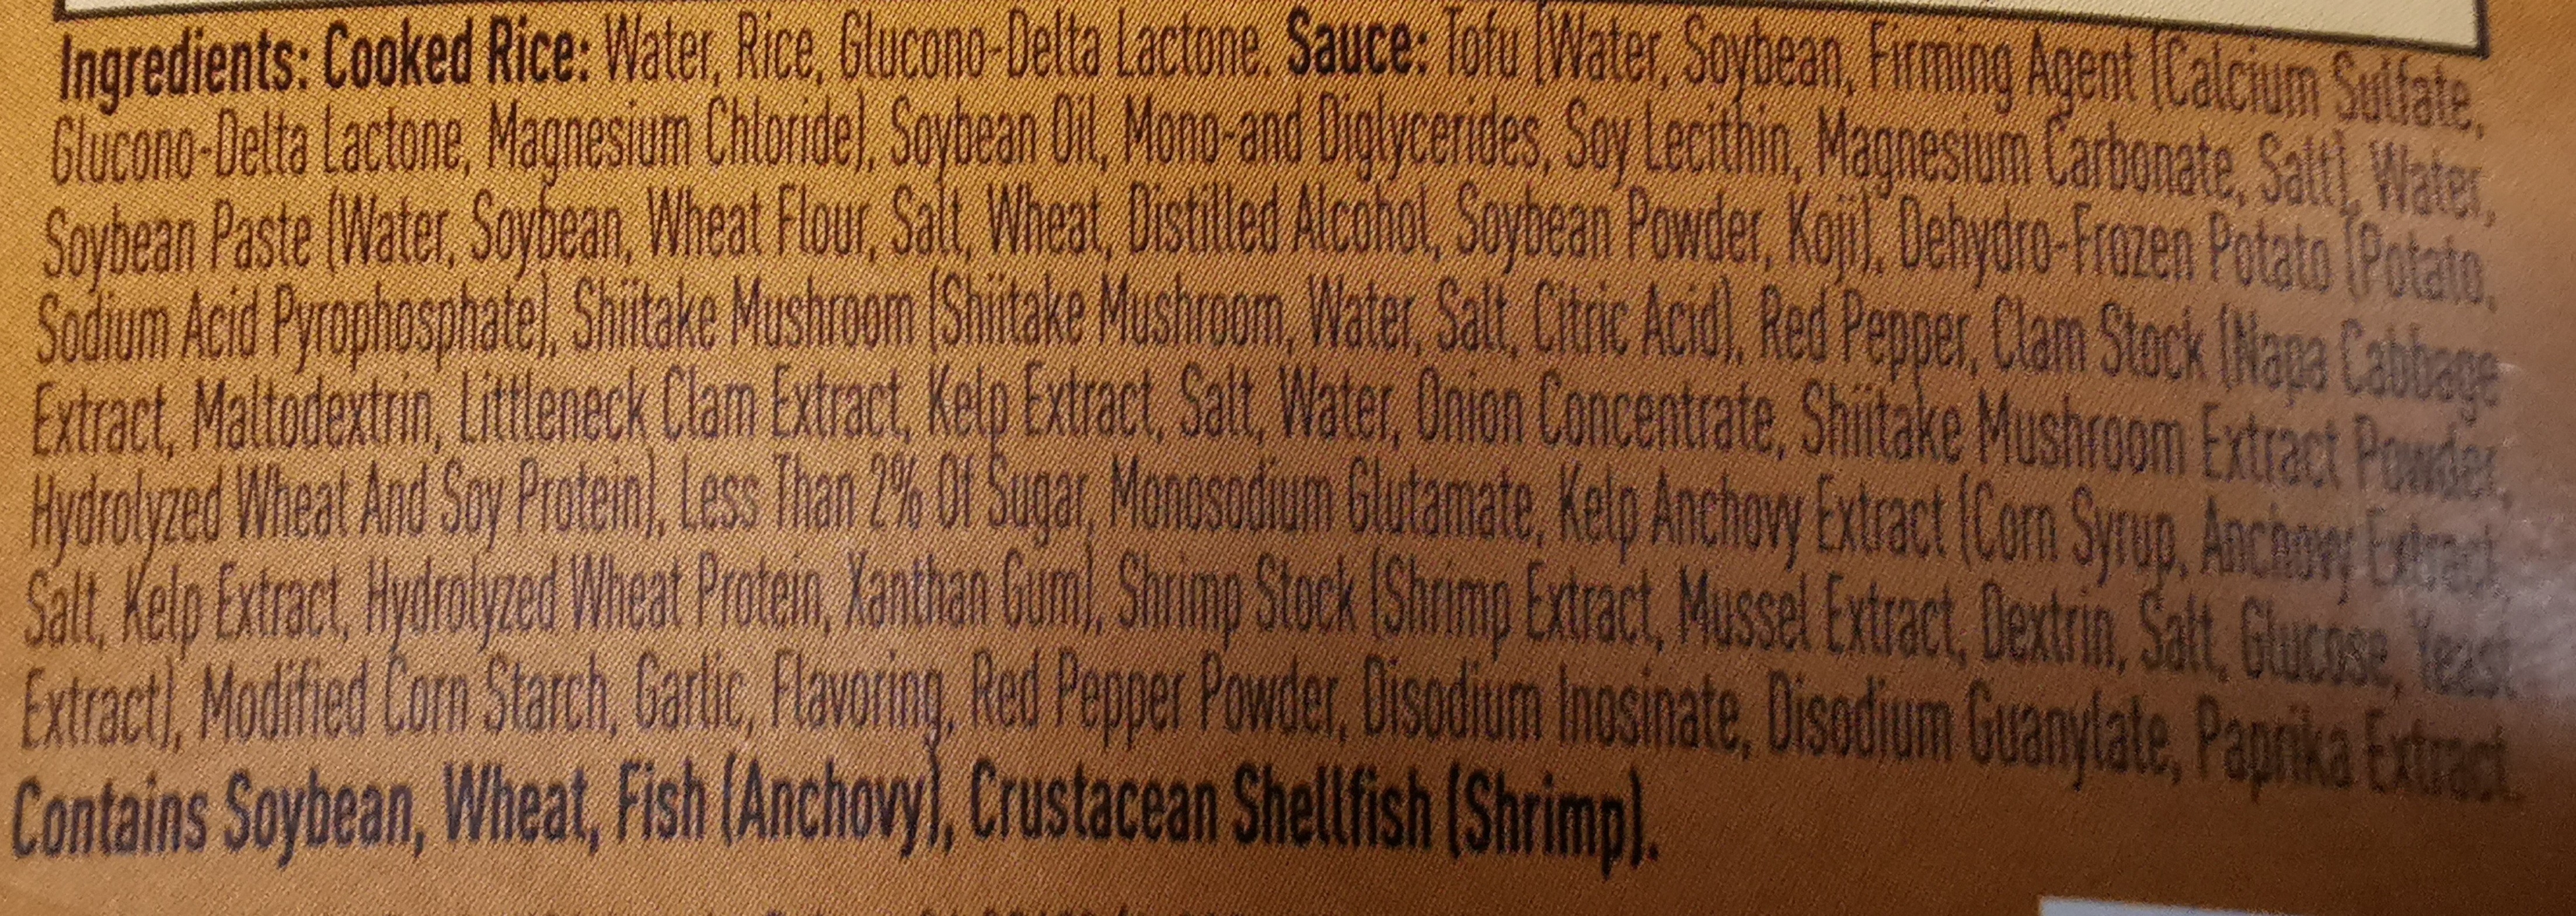 Ingredients: Cooked Rice: Water, Rice, Glucono-Delta Lactone. Sauce: Tofu (Water, Soybean, Firming Agent (Calcium Sulfate,
Glucono-Delta Lactone, Magnesium Chloride), Soybean Oil, Mono-and Diglycerides, Soy Lecithin, Magnesium Carbonate, Salt), Water,
Soybean Paste (Water, Soybean, Wheat Flour, Salt, Wheat, Distilled Alcohol, Soybean Powder, Koji), Dehydro-Frozen Potato (Potato,
Sodium Acid Pyrophosphate), Shiitake Mushroom (Shiitake Mushroom, Water, Salt, Citric Acid), Red Pepper, Clam Stock (Napa Cabbage
Extract, Maltodextrin, Littleneck Clam Extract, Kelp Extract, Salt, Water, Onion Concentrate, Shiitake Mushroom Extract Powder,
Hydrolyzed Wheat And Soy Protein), Less Than 2% Of Sugar, Monosodium Glutamate, Kelp Anchovy Extract (Corn Syrup, Anchovy Extract,
Salt, Kelp Extract, Hydrolyzed Wheat Protein, Xanthan Gum), Shrimp Stock (Shrimp Extract, Mussel Extract, Dextrin, Salt, Glucose, Yeast
Extract), Modified Corn Starch, Garlic, Flavoring, Red Pepper Powder, Disodium Inosinate, Disodium Guanylate, Paprika Extract.
Contains Soybean, Wheat, Fish (Anchovy), Crustacean Shellfish (Shrimp).